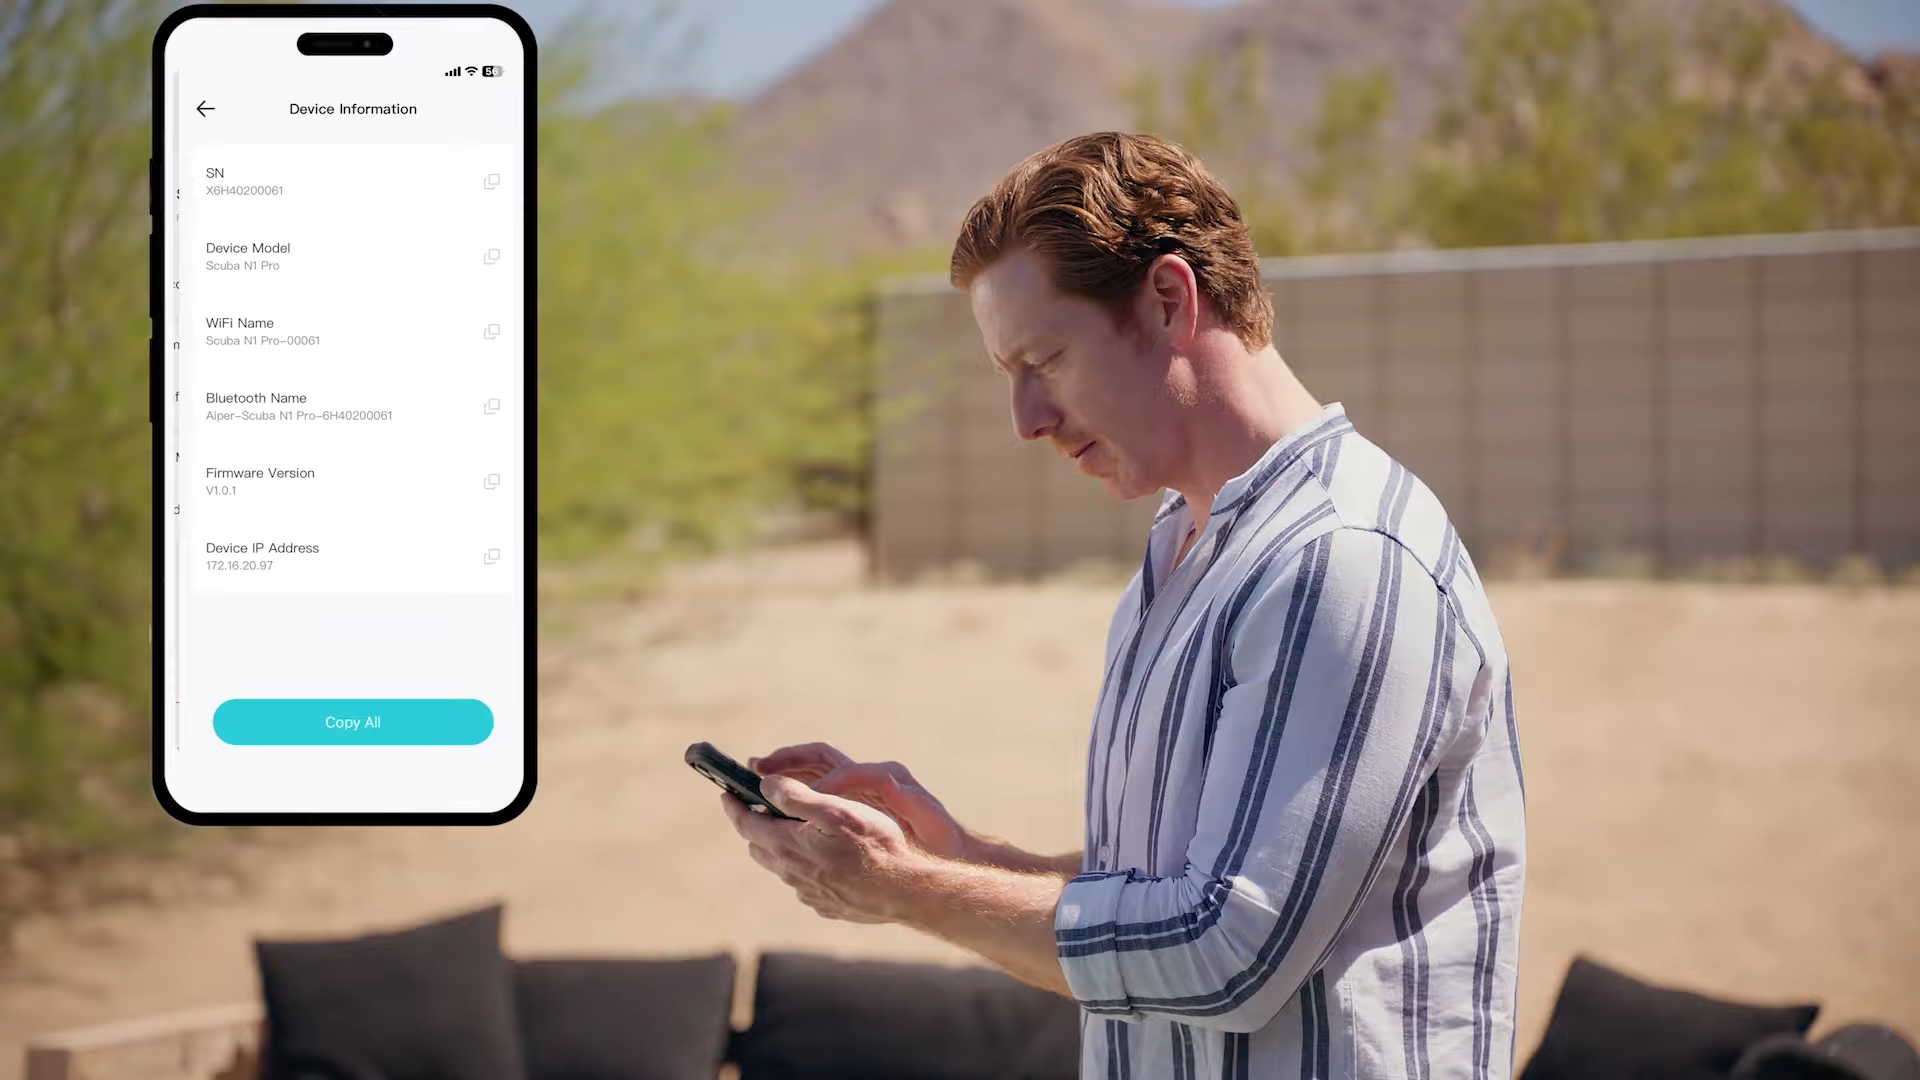 56
Device Information
SN
X6H40200061
Device Model
Scuba N1 Pro
WiFi Name
Scuba N1 Pro-00061
Bluetooth Name
Aiper-Scuba N1 Pro-6H40200061
Firmware Version
V1.0.1
Device IP Address
172.16.20.97
Copy All